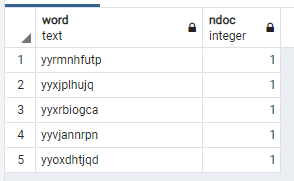 word ndoc
text integer
1 yyrmnhfutp 1
2 yyxjplhujq 1
3 yyxrbiogca 1
4 yyvjannrpn 1
5 yyoxdhtjqd 1